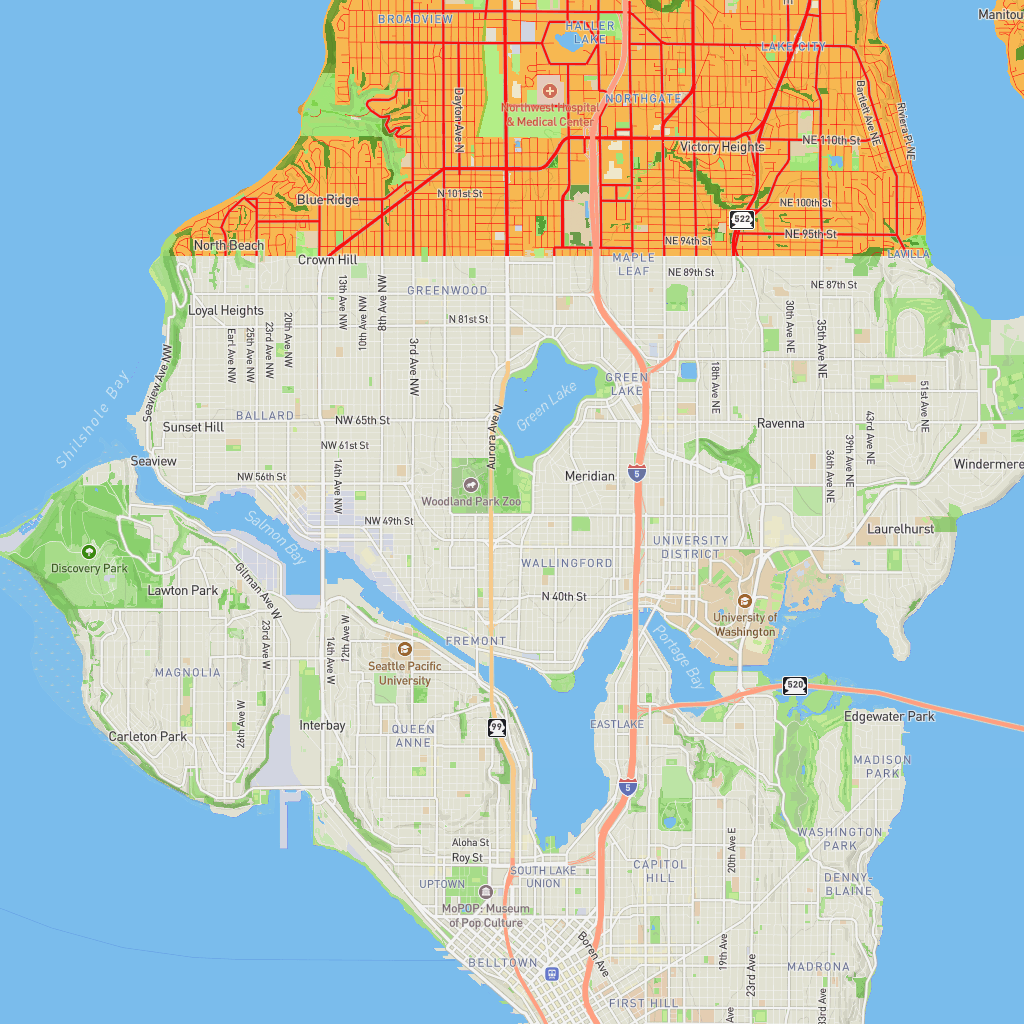 BROADVIEW
HALLER
LAKE
Manitou
LAKE CITY
Dayton Ave N
Northwest Hospital
& Medical Center
NORTHGATE
Bartlett Ave NE
Riviera Pl NE
NE 110th St
Victory Heights
N 101st St
Blue Ridge
NE 100th St
522
NE 95th St
North Beach
NE 94th St
Crown Hill
MAPLE
LEAF
LAVILLA
NE 89th St
NE 87th St
13th Ave NW
10th Ave NW
8th Ave NW
GREENWOOD
Loyal Heights
N 81st St
20th Ave NW
23rd Ave NW
25th Ave NW
Earl Ave NW
3rd Ave NW
30th Ave NE
35th Ave NE
Seaview Ave NW
GREEN
LAKE
Green Lake
18th Ave NE
51st Ave NE
Shilshole Bay
BALLARD
NW 65th St
Sunset Hill
Aurora Ave N
Ravenna
43rd Ave NE
39th Ave NE
36th Ave NE
NW 61st St
Seaview
Windermere
NW 56th St
14th Ave NW
Meridian
5
Woodland Park Zoo
Salmon Bay
NW 49th St
Laurelhurst
UNIVERSITY
DISTRICT
WALLINGFORD
Discovery Park
Lawton Park
Gilman Ave W
N 40th St
University of
Washington
23rd Ave W
14th Ave W
12th Ave W
FREMONT
Portage Bay
Seattle Pacific
University
MAGNOLIA
520
26th Ave W
Interbay
QUEEN
ANNE
99
EASTLAKE
Edgewater Park
Carleton Park
MADISON
PARK
5
Aloha St
Roy St
20th Ave E
WASHINGTON
PARK
SOUTH LAKE
UNION
CAPITOL
HILL
UPTOWN
DENNY-
BLAINE
MoPOP: Museum
of Pop Culture
Boren Ave
19th Ave
23rd Ave
BELLTOWN
MADRONA
FIRST HILL
Ave
33rd Ave